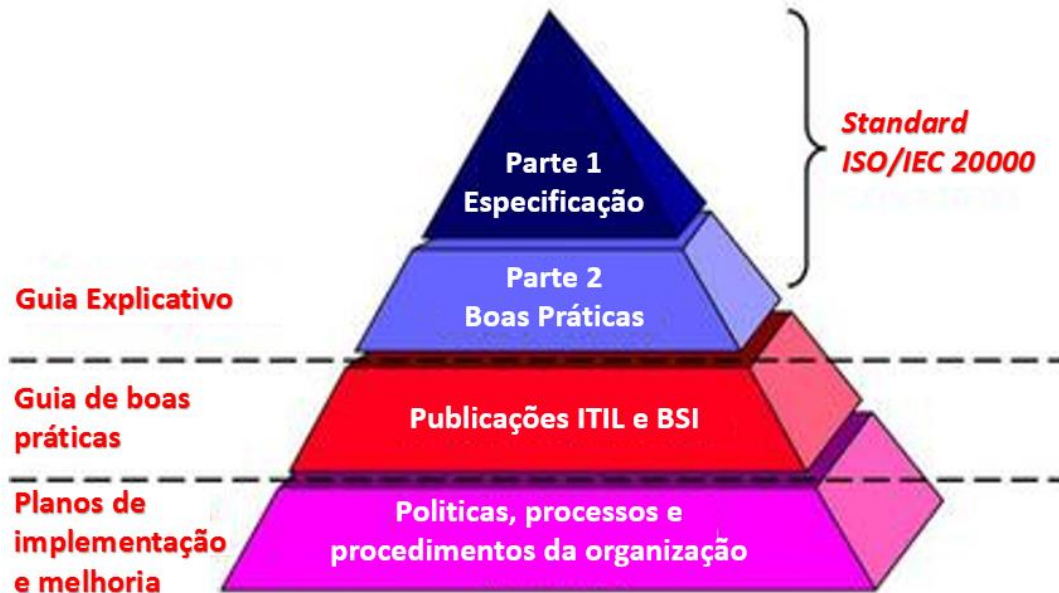 Parte 1
Especificação
Standard
ISO/IEC 20000
Parte 2
Boas Práticas
Guia Explicativo
Guia de boas
práticas
Publicações ITIL e BSI
Planos de
implementação
e melhoria
Politicas, processos e
procedimentos da organização